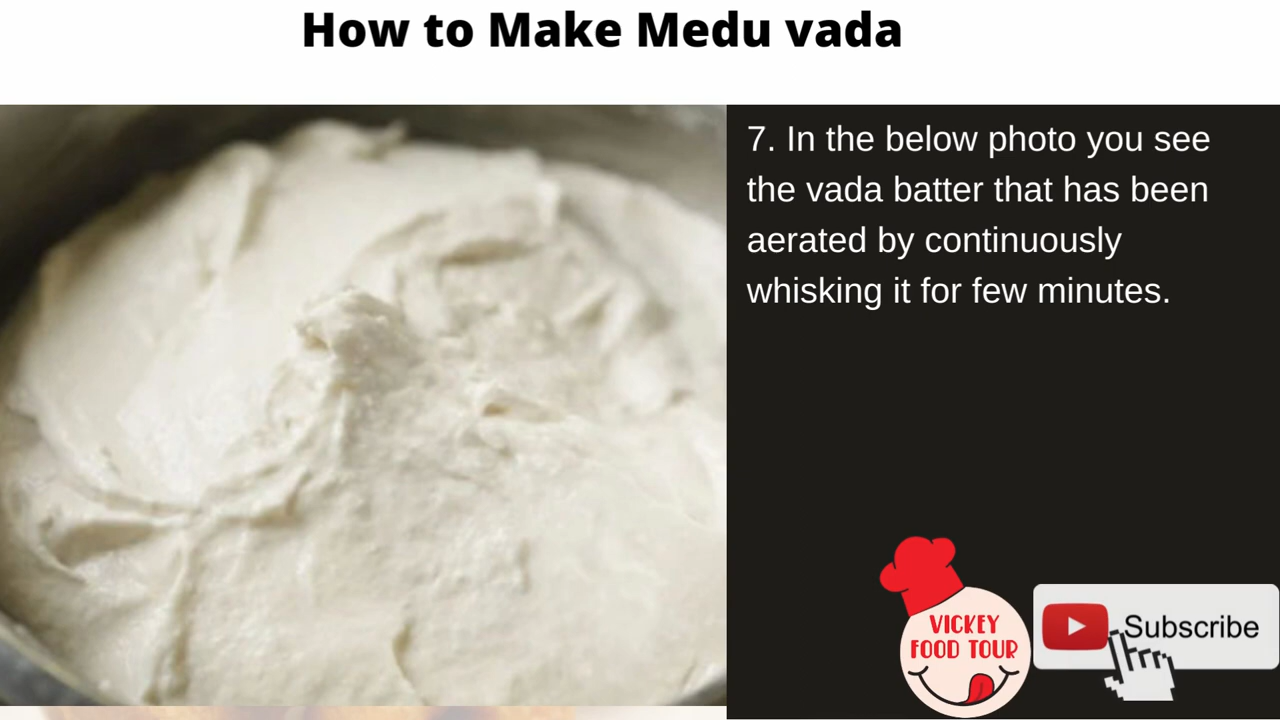 How to Make Medu vada
7. In the below photo you see
the vada batter that has been
aerated by continuously
whisking it for few minutes.
VICKEY
FOOD TOUR
Subscribe